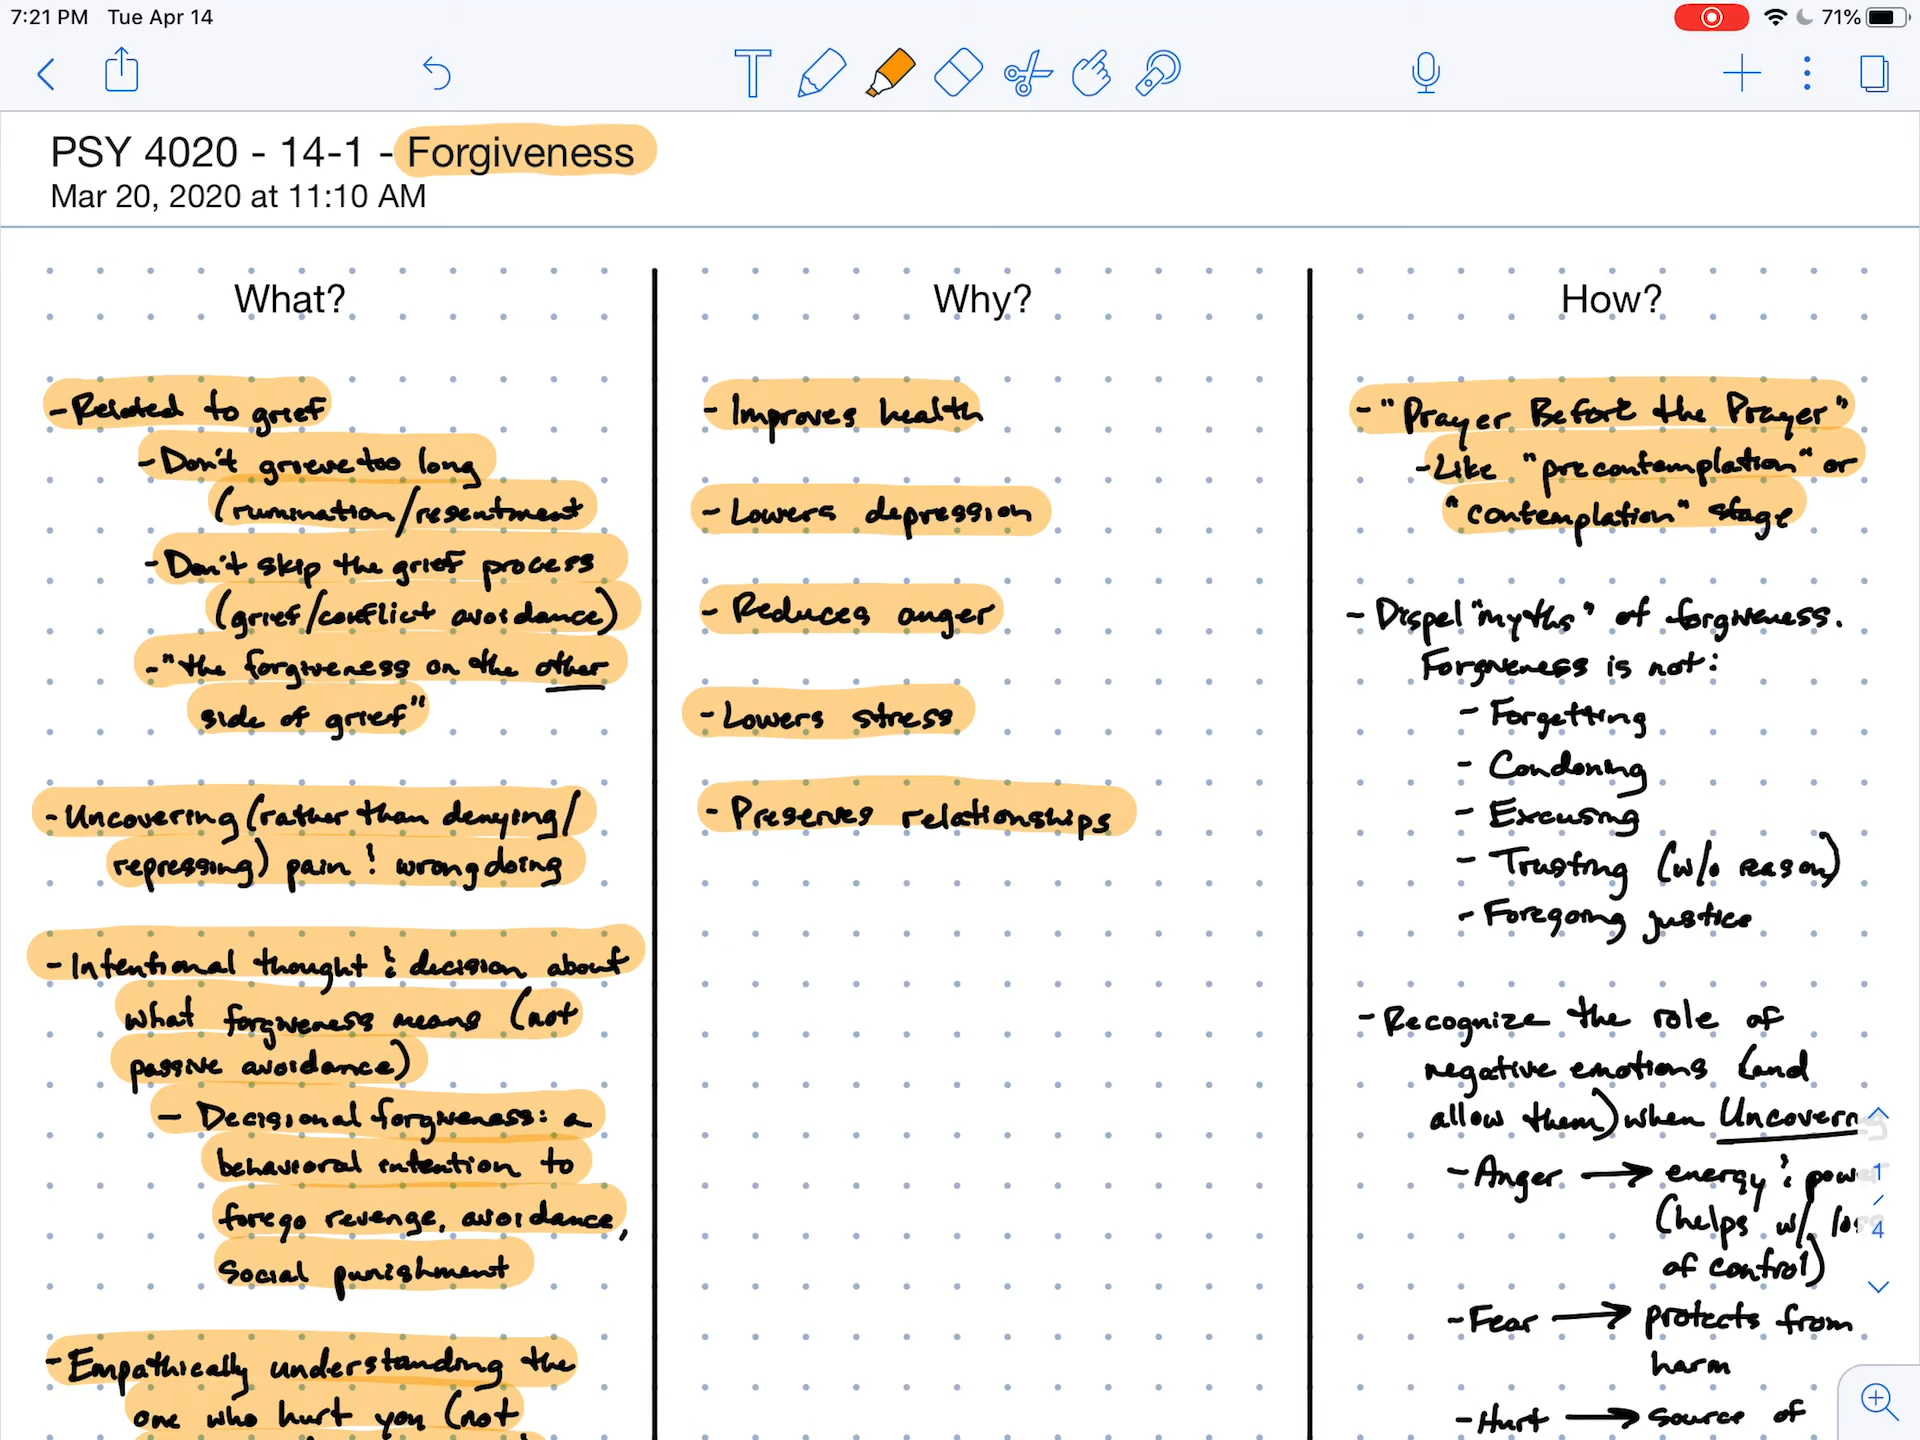 7:21 PM Tue Apr 14
71%
PSY 4020 - 14-1 - Forgiveness
Mar 20, 2020 at 11:10 AM
What?
- Related to grief
- Don't grieve too long
(rumination/resentment
- Don't skip the grief process
(grief/conflict avoidance)
- "the forgiveness on the other
side of grief"
- Uncovering (rather than denying/
repressing) pain & wrongdoing
- Intentional thought & decision about
what forgiveness means (not
passive avoidance)
- Decisional forgiveness: a
behavioral intention to
forego revenge, avoidance,
social punishment
- Empathically understanding the
one who hurt you (not
Why?
- Improves health
- Lowers depression
- Reduces anger
- Lowers stress
- Preserves relationships
How?
- "Prayer Before the Prayer"
- Like "precontemplation" or
"contemplation" stage
- Dispel "myths" of forgiveness.
Forgiveness is not:
- Forgetting
- Condoning
- Excusing
- Trusting (w/o reason)
- Foregoing justice
- Recognize the role of
negative emotions (and
allow them) when
- Anger → energy &
(helps w/
of control)
- Fear → protects from
harm
- Hurt → source of
1
/
4